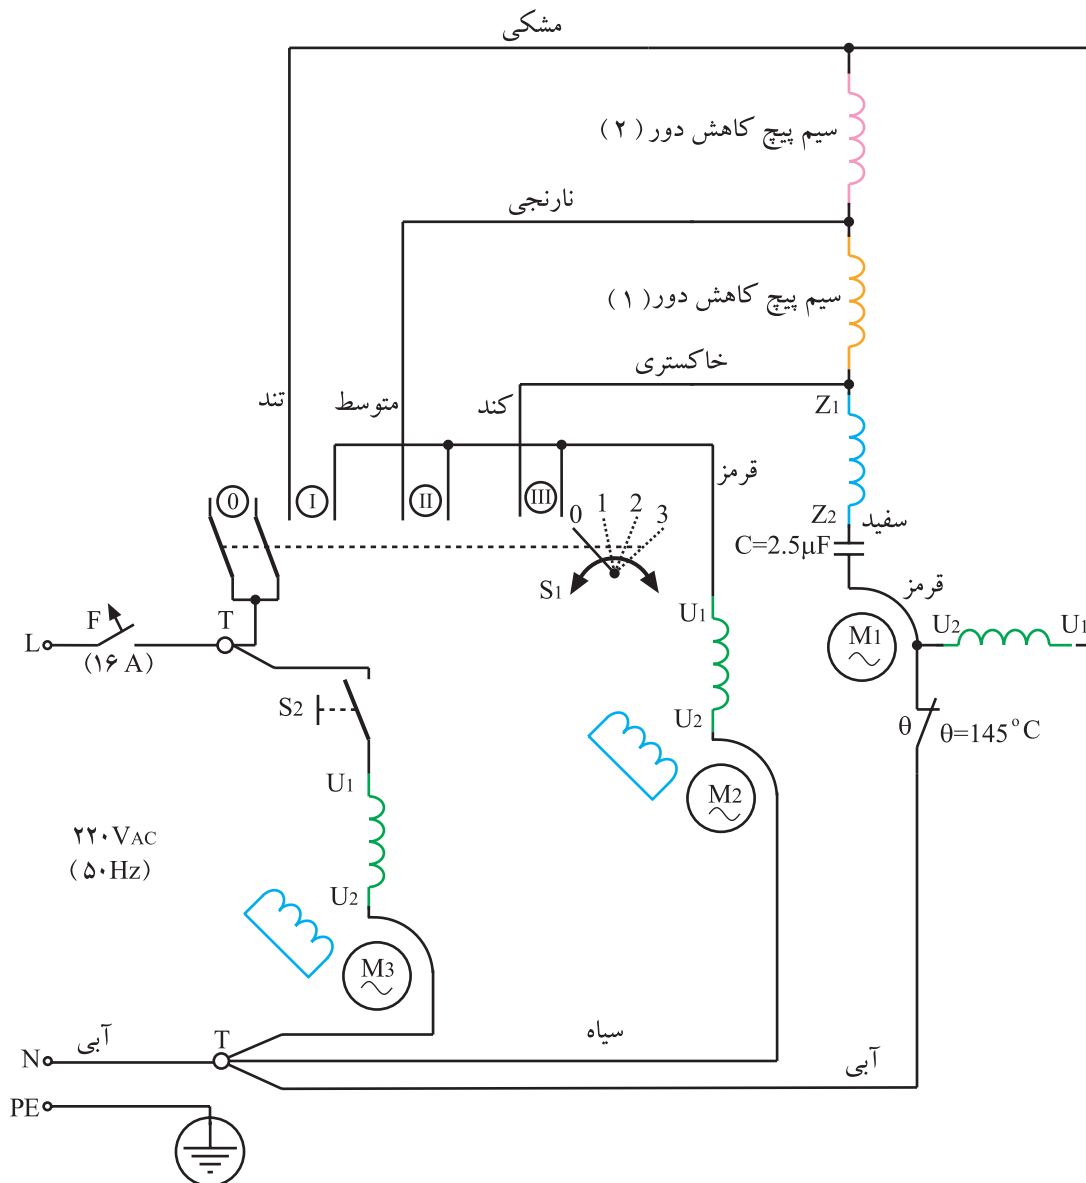 مشکی
سیم پیچ کاهش دور (۲)
نارنجی
سیم پیچ کاهش دور (۱)
خاکستری
تند
متوسط
کند
Z1
قرمز
0
I
II
III
0 1 2 3
Z2
سفید
C=2.5µF
S1
قرمز
F
T
U1
L
(۱۶ A)
M1
U2
U1
S2
U2
θ
θ=145°C
M2
U1
۲۲۰VAC
(۵۰Hz)
U2
M3
آبی
T
سیاه
آبی
N
PE